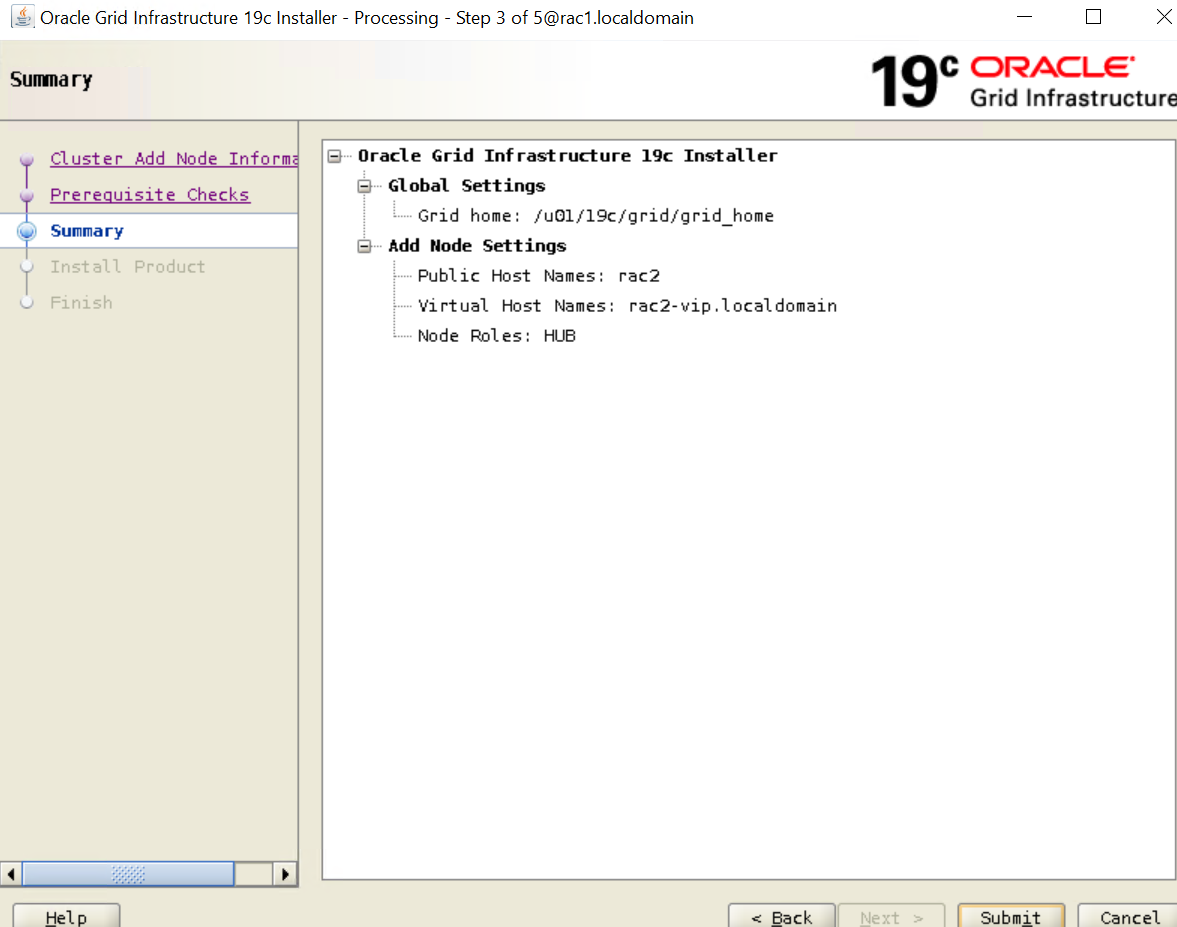 Oracle Grid Infrastructure 19c Installer - Processing - Step 3 of 5@rac1.localdomain
Summary
19c ORACLE
Grid Infrastructure
Cluster Add Node Informa
Prerequisite Checks
Summary
Install Product
Finish
Oracle Grid Infrastructure 19c Installer
Global Settings
Grid home: /u01/19c/grid/grid_home
Add Node Settings
Public Host Names: rac2
Virtual Host Names: rac2-vip.localdomain
Node Roles: HUB
Help
< Back
Next >
Submit
Cancel